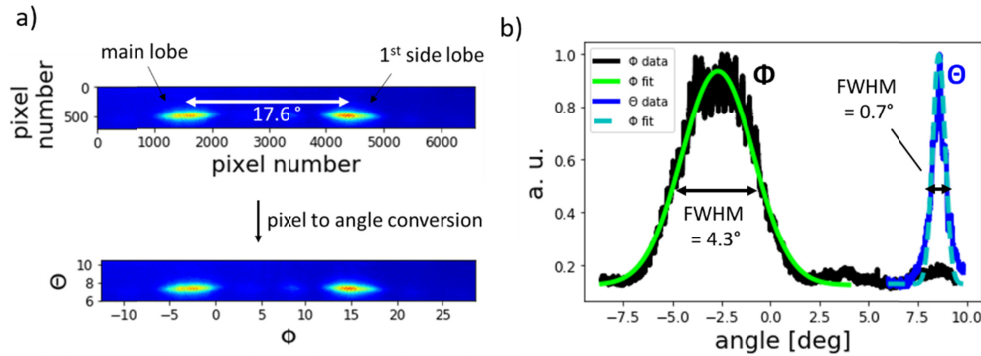 a)
main lobe
1st side lobe
pixel
number
0
500
17.6°
0 1000 2000 3000 4000 5000 6000
pixel number
pixel to angle conversion
Θ
10
8
6
−10 −5 0 5 10 15 20 25
Φ
b)
1.0
0.8
0.6
0.4
0.2
a. u.
Φ data
Φ fit
Θ data
Φ fit
Φ
Θ
FWHM
= 0.7°
FWHM
= 4.3°
−7.5 −5.0 −2.5 0.0 2.5 5.0 7.5 10.0
angle [deg]